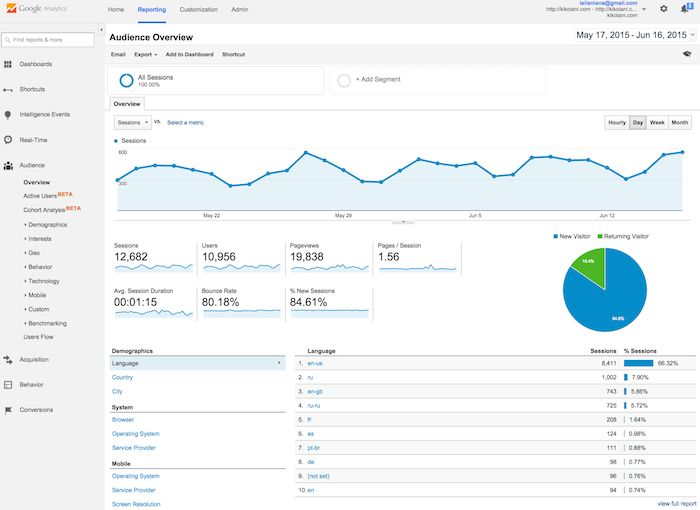 Google Analytics
Home Reporting Customization Admin
leilaniana@gmail.com
http://kikolani.com - http://kikolani.c...
kikolani.com
1
Find reports & more
Dashboards
Shortcuts
Intelligence Events
Real-Time
Audience
Overview
Active Users BETA
Cohort Analysis BETA
Demographics
Interests
Geo
Behavior
Technology
Mobile
Custom
Benchmarking
Users Flow
Acquisition
Behavior
Conversions
Audience Overview
May 17, 2015 - Jun 16, 2015
Email Export Add to Dashboard Shortcut
All Sessions
100.00%
+ Add Segment
Overview
Sessions vs. Select a metric
Hourly Day Week Month
Sessions
600
300
May 22 May 29 Jun 5 Jun 12
Sessions
12,682
Users
10,956
Pageviews
19,838
Pages / Session
1.56
Avg. Session Duration
00:01:15
Bounce Rate
80.18%
% New Sessions
84.61%
New Visitor Returning Visitor
15.4%
84.6%
Demographics
Language
Country
City
System
Browser
Operating System
Service Provider
Mobile
Operating System
Service Provider
Screen Resolution
Language Sessions % Sessions
1. en-us 8,411 66.32%
2. ru 1,002 7.90%
3. en-gb 743 5.86%
4. ru-ru 725 5.72%
5. fr 208 1.64%
6. es 124 0.98%
7. pt-br 111 0.88%
8. de 98 0.77%
9. (not set) 96 0.76%
10. en 94 0.74%
view full report